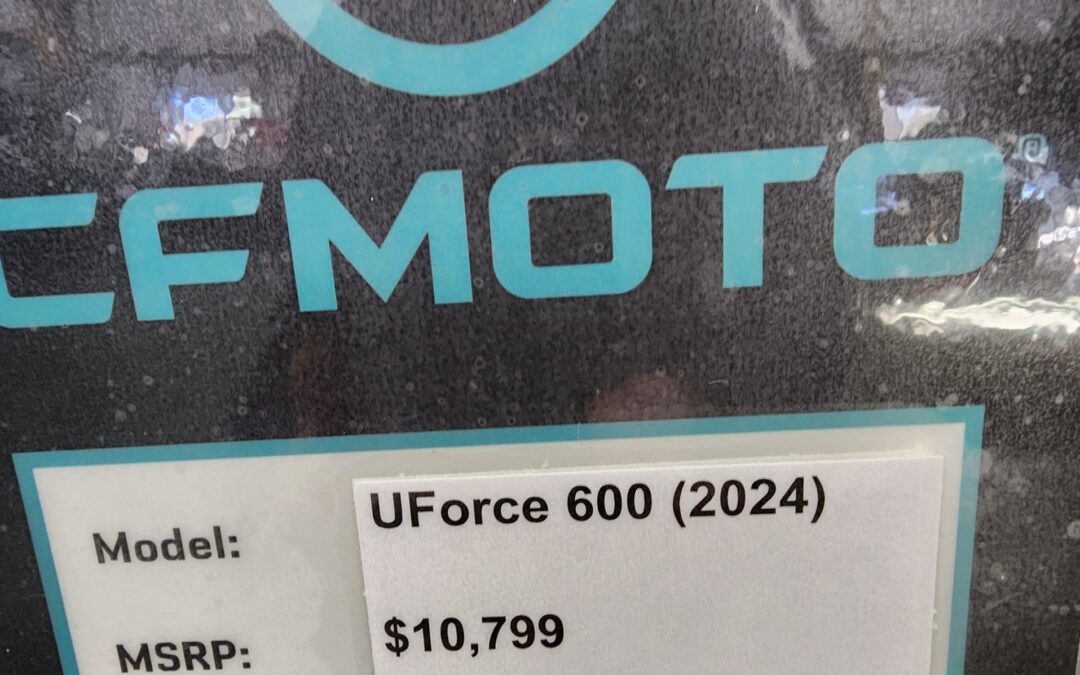 CFMOTO®
Model: UForce 600 (2024)
MSRP: $10,799